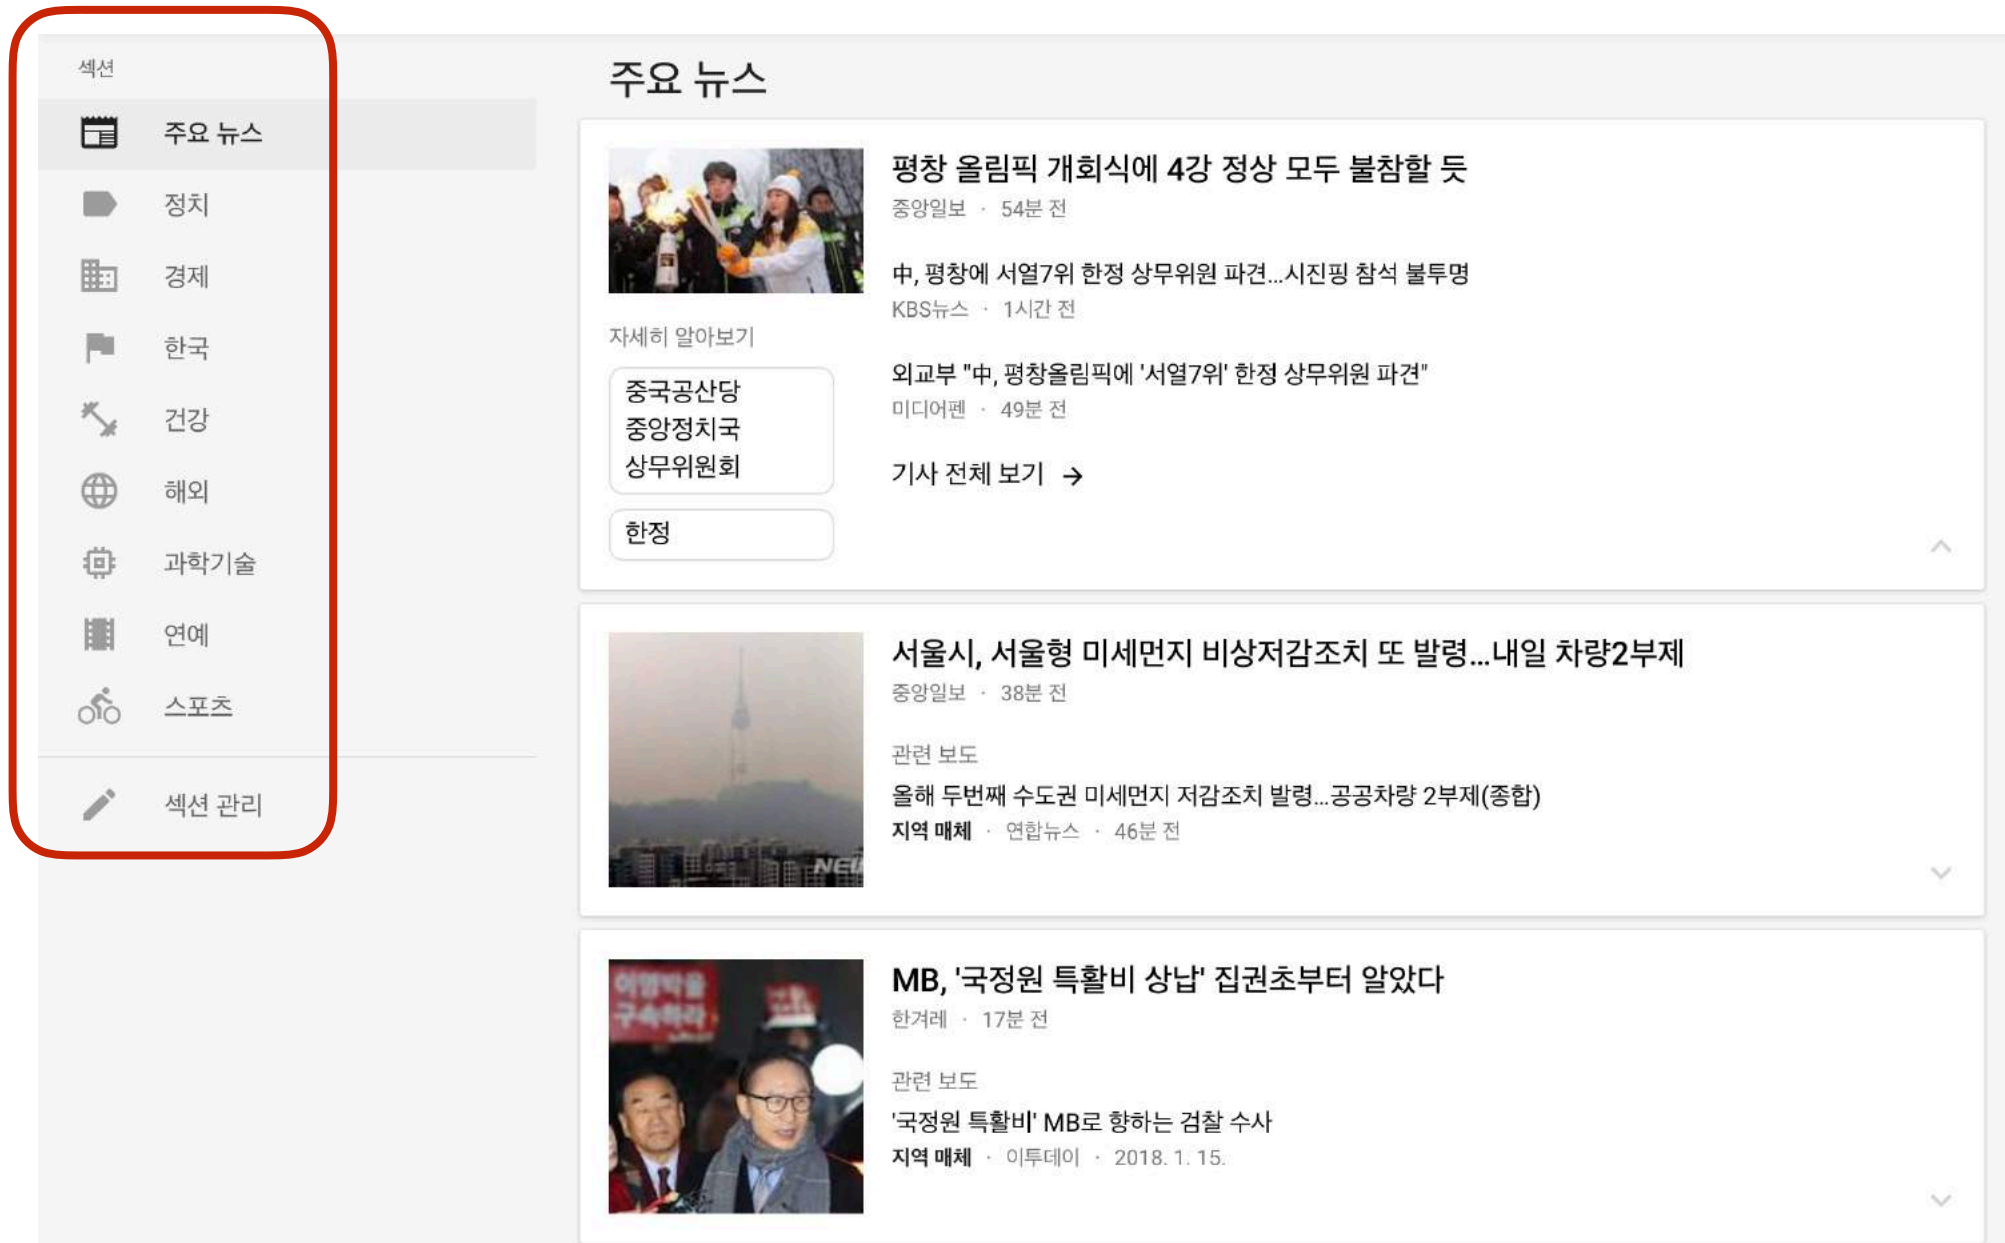 섹션
주요 뉴스
정치
경제
한국
건강
해외
과학기술
연예
스포츠
섹션 관리
주요 뉴스
평창 올림픽 개회식에 4강 정상 모두 불참할 듯
중앙일보 · 54분 전
中, 평창에 서열7위 한정 상무위원 파견...시진핑 참석 불투명
KBS뉴스 · 1시간 전
외교부 "中, 평창올림픽에 '서열7위' 한정 상무위원 파견"
미디어펜 · 49분 전
기사 전체 보기 →
자세히 알아보기
중국공산당
중앙정치국
상무위원회
한정
서울시, 서울형 미세먼지 비상저감조치 또 발령...내일 차량2부제
중앙일보 · 38분 전
관련 보도
올해 두번째 수도권 미세먼지 저감조치 발령...공공차량 2부제(종합)
지역 매체 · 연합뉴스 · 46분 전
NEW
MB, '국정원 특활비 상납' 집권초부터 알았다
한겨레 · 17분 전
관련 보도
'국정원 특활비' MB로 향하는 검찰 수사
지역 매체 · 이투데이 · 2018. 1. 15.
이명박을
구속하라